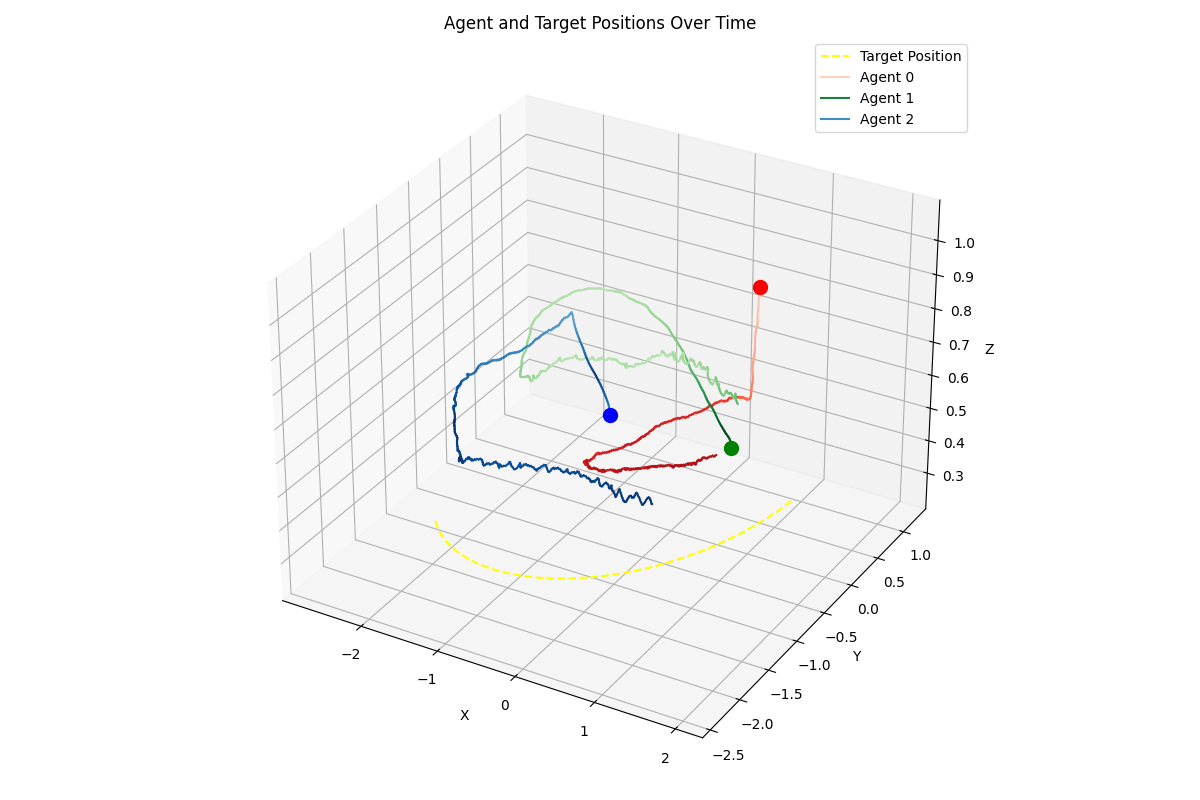 Agent and Target Positions Over Time
Target Position
Agent 0
Agent 1
Agent 2
1.0
0.9
0.8
0.7
0.6
0.5
0.4
0.3
Z
1.0
0.5
0.0
−0.5
−1.0
−1.5
−2.0
−2.5
Y
−2
−1
0
1
2
X